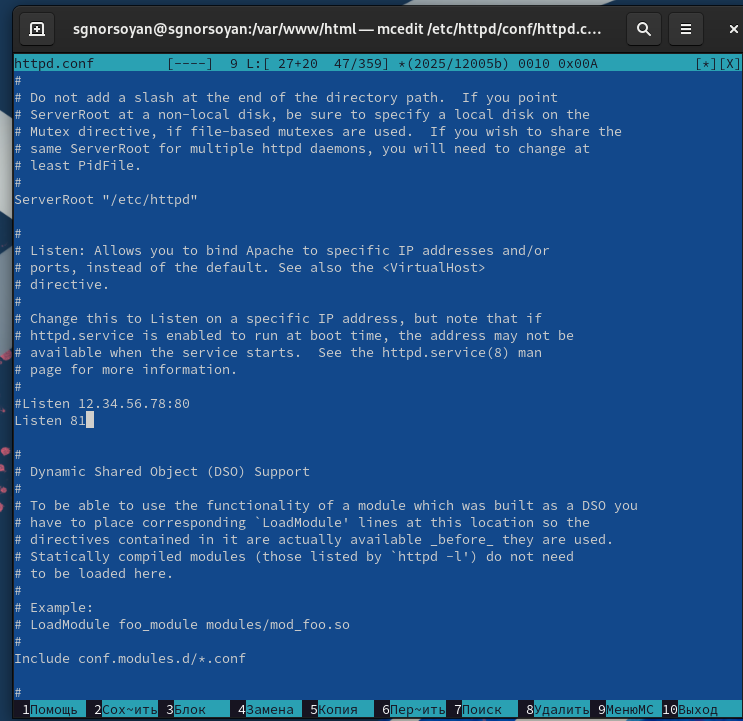 sgnorsoyan@sgnorsoyan:/var/www/html — mcedit /etc/httpd/conf/httpd.c...
httpd.conf [----] 9 L:[ 27+20 47/359] *(2025/12005b) 0010 0x00A [*][X]
#
# Do not add a slash at the end of the directory path.  If you point
# ServerRoot at a non-local disk, be sure to specify a local disk on the
# Mutex directive, if file-based mutexes are used.  If you wish to share the
# same ServerRoot for multiple httpd daemons, you will need to change at
# least PidFile.
#
ServerRoot "/etc/httpd"
#
# Listen: Allows you to bind Apache to specific IP addresses and/or
# ports, instead of the default. See also the <VirtualHost>
# directive.
#
# Change this to Listen on a specific IP address, but note that if
# httpd.service is enabled to run at boot time, the address may not be
# available when the service starts.  See the httpd.service(8) man
# page for more information.
#
#Listen 12.34.56.78:80
Listen 81
#
# Dynamic Shared Object (DSO) Support
#
# To be able to use the functionality of a module which was built as a DSO you
# have to place corresponding `LoadModule' lines at this location so the
# directives contained in it are actually available _before_ they are used.
# Statically compiled modules (those listed by `httpd -l') do not need
# to be loaded here.
#
# Example:
# LoadModule foo_module modules/mod_foo.so
#
Include conf.modules.d/*.conf
#
1Помощь 2Сох~ить 3Блок 4Замена 5Копия 6Пер~ить 7Поиск 8Удалить 9МенюMC 10Выход